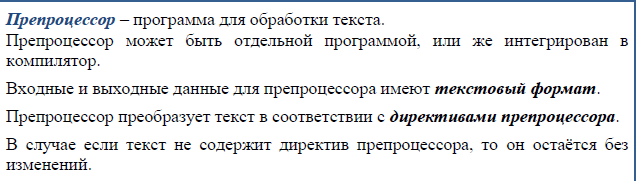 Препроцессор – программа для обработки текста.
Препроцессор может быть отдельной программой, или же интегрирован в
компилятор.
Входные и выходные данные для препроцессора имеют текстовый формат.
Препроцессор преобразует текст в соответствии с директивами препроцессора.
В случае если текст не содержит директив препроцессора, то он остаётся без
изменений.